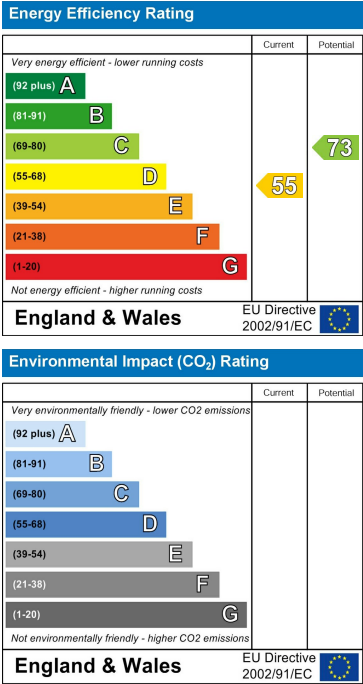 Energy Efficiency Rating
Current Potential
Very energy efficient - lower running costs
(92 plus) A
(81-91) B
(69-80) C
(55-68) D
(39-54) E
(21-38) F
(1-20) G
55
73
Not energy efficient - higher running costs
England & Wales
EU Directive
2002/91/EC
Environmental Impact (CO₂) Rating
Current Potential
Very environmentally friendly - lower CO2 emissions
(92 plus) A
(81-91) B
(69-80) C
(55-68) D
(39-54) E
(21-38) F
(1-20) G
Not environmentally friendly - higher CO2 emissions
England & Wales
EU Directive
2002/91/EC